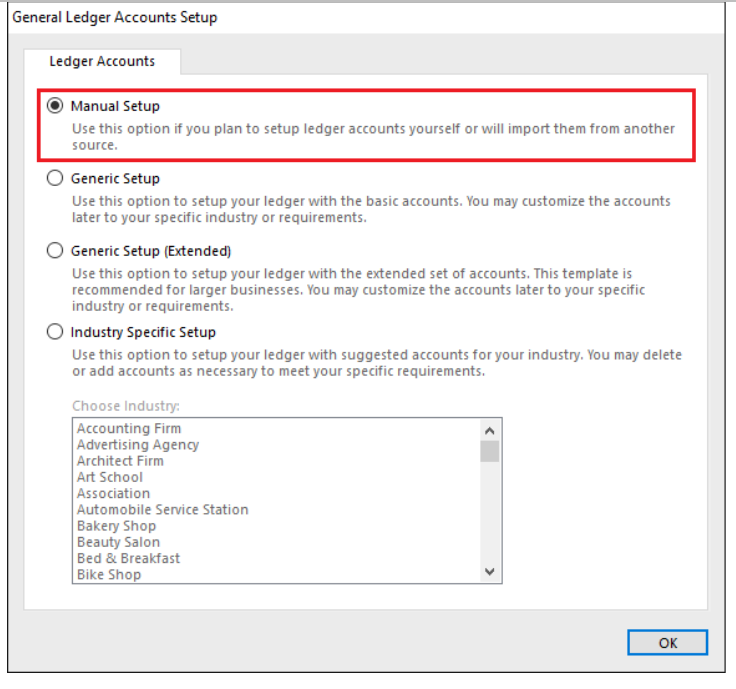 General Ledger Accounts Setup
Ledger Accounts
Manual Setup
Use this option if you plan to setup ledger accounts yourself or will import them from another
source.
Generic Setup
Use this option to setup your ledger with the basic accounts. You may customize the accounts
later to your specific industry or requirements.
Generic Setup (Extended)
Use this option to setup your ledger with the extended set of accounts. This template is
recommended for larger businesses. You may customize the accounts later to your specific
industry or requirements.
Industry Specific Setup
Use this option to setup your ledger with suggested accounts for your industry. You may delete
or add accounts as necessary to meet your specific requirements.
Choose Industry:
Accounting Firm
Advertising Agency
Architect Firm
Art School
Association
Automobile Service Station
Bakery Shop
Beauty Salon
Bed & Breakfast
Bike Shop
OK